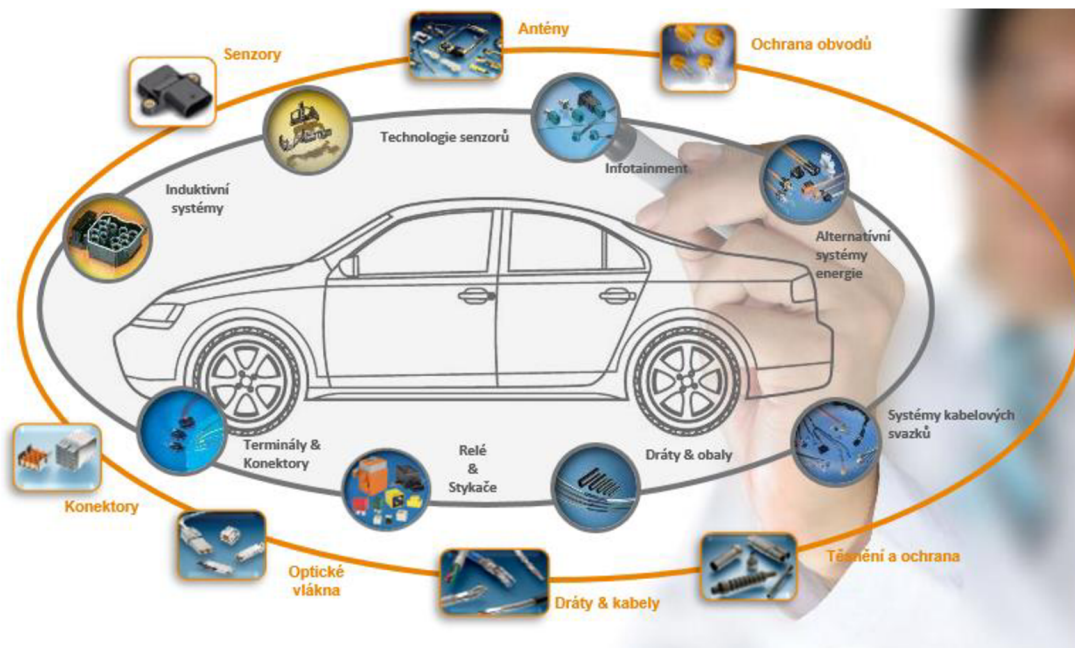 Antény
Ochrana obvodů
Senzory
Technologie senzorů
Infotainment
Induktivní
systémy
Alternatívní
systémy
energie
Systémy kabelových
svazků
Terminály &
Konektory
Relé
&
Stykače
Dráty & obaly
Konektory
Optické
vlákna
Dráty & kabely
Těsnění a ochrana